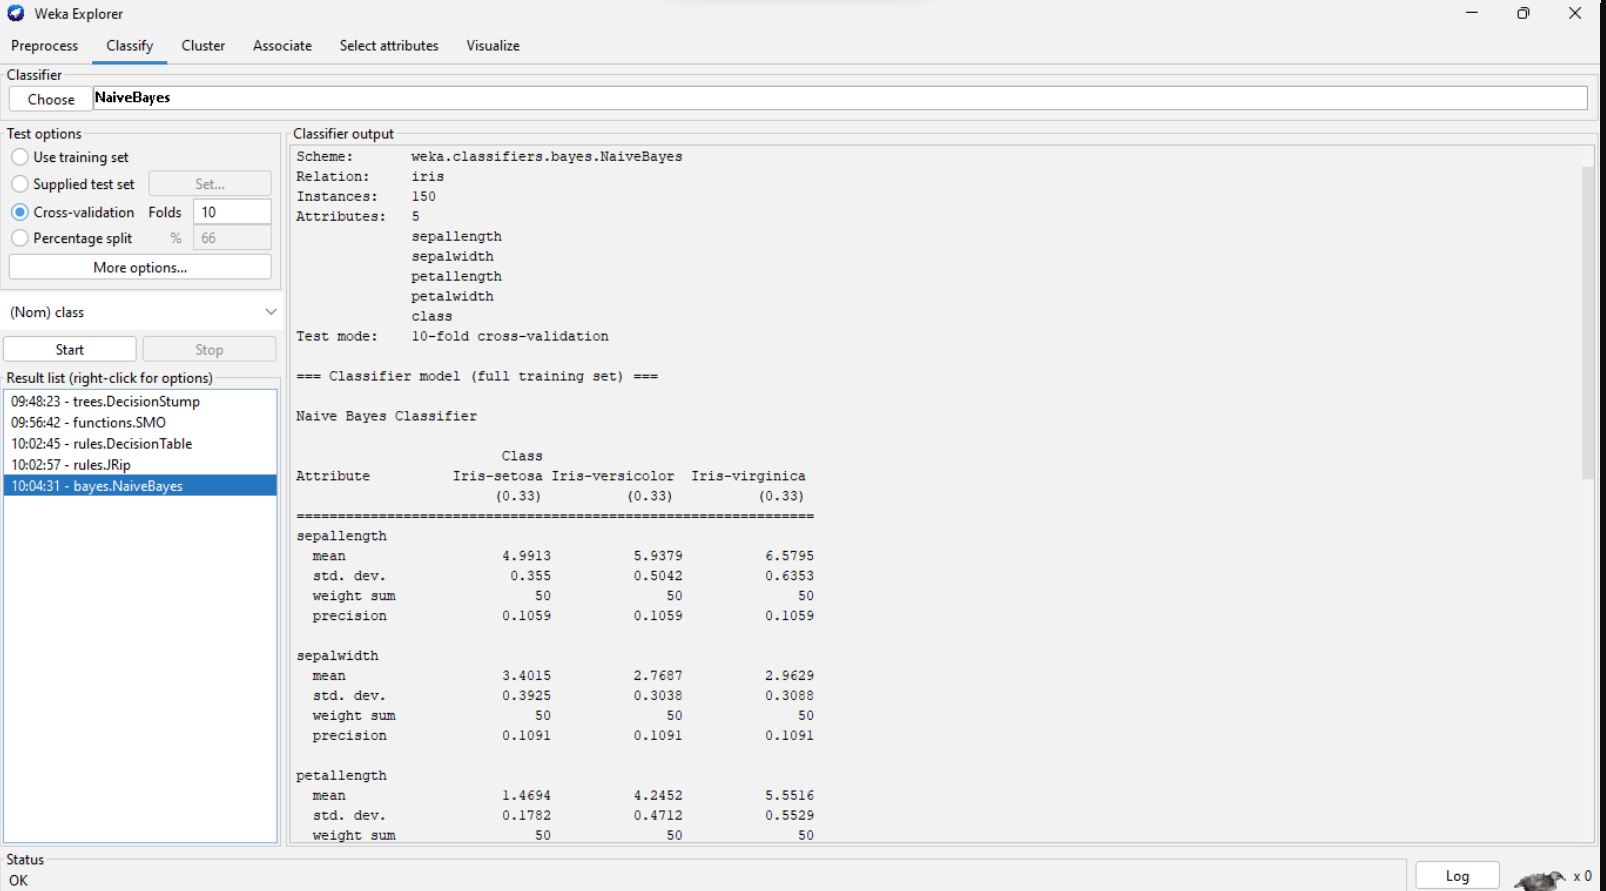 Weka Explorer
Preprocess Classify Cluster Associate Select attributes Visualize
Classifier
Choose NaiveBayes
Test options
Use training set
Supplied test set Set...
Cross-validation Folds 10
Percentage split % 66
More options...
(Nom) class
Start Stop
Result list (right-click for options)
09:48:23 - trees.DecisionStump
09:56:42 - functions.SMO
10:02:45 - rules.DecisionTable
10:02:57 - rules.JRip
10:04:31 - bayes.NaiveBayes
Classifier output
Scheme: weka.classifiers.bayes.NaiveBayes
Relation: iris
Instances: 150
Attributes: 5
sepallength
sepalwidth
petallength
petalwidth
class
Test mode: 10-fold cross-validation
=== Classifier model (full training set) ===
Naive Bayes Classifier
Class
Attribute Iris-setosa Iris-versicolor Iris-virginica
(0.33) (0.33) (0.33)
===============================================================
sepallength
mean 4.9913 5.9379 6.5795
std. dev. 0.355 0.5042 0.6353
weight sum 50 50 50
precision 0.1059 0.1059 0.1059
sepalwidth
mean 3.4015 2.7687 2.9629
std. dev. 0.3925 0.3038 0.3088
weight sum 50 50 50
precision 0.1091 0.1091 0.1091
petallength
mean 1.4694 4.2452 5.5516
std. dev. 0.1782 0.4712 0.5529
weight sum 50 50 50
Status
OK
Log x 0